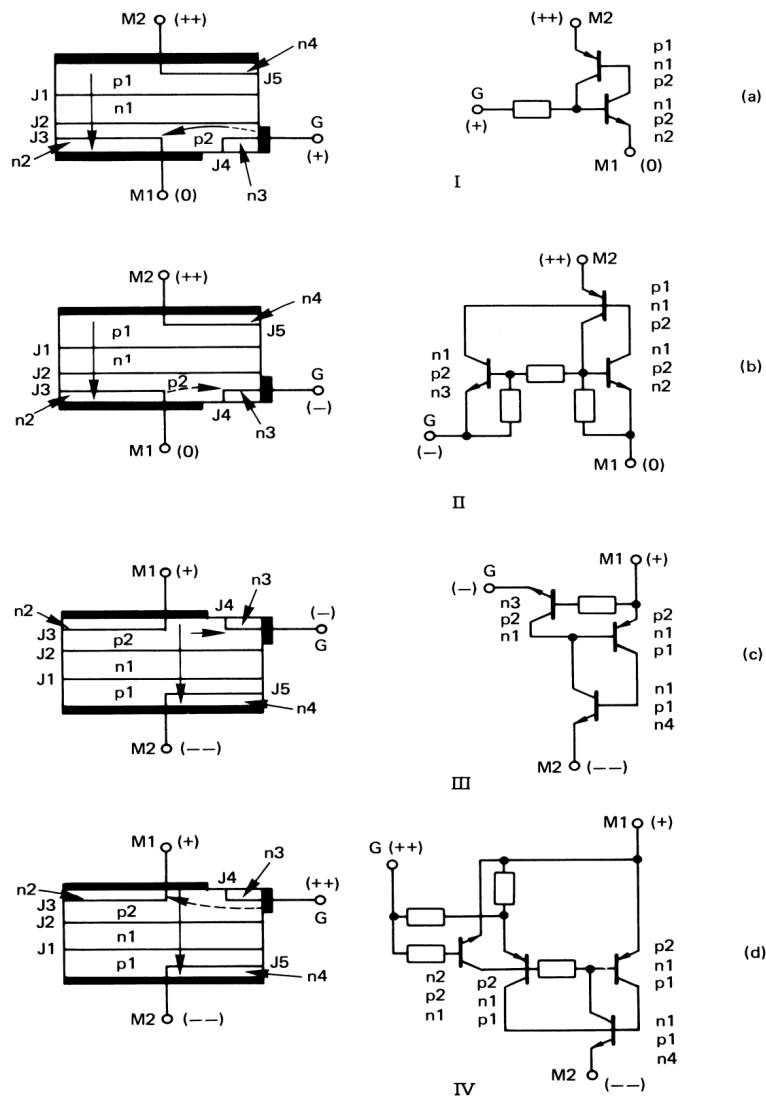 M2 (++)
n4
p1
J5
J1
n1
J2
G
J3
p2
(+)
n2
J4
n3
M1 (0)
(++) M2
p1
n1
p2
G
(+)
n1
p2
n2
M1 (0)
I
(a)
M2 (++)
n4
p1
J5
J1
n1
J2
G
J3
p2
(—)
n2
J4
n3
M1 (0)
(++) M2
p1
n1
p2
n1
p2
n3
n1
p2
n2
G
(—)
M1 (0)
II
(b)
M1 (+)
n3
n2
J4
(—)
J3
p2
G
J2
n1
J1
p1
J5
n4
M2 (——)
M1 (+)
G
(—)
n3
p2
n1
p2
n1
p1
n1
p1
n4
M2 (——)
III
(c)
M1 (+)
n3
n2
J4
(++)
J3
p2
G
J2
n1
J1
p1
J5
n4
M2 (——)
M1 (+)
G (++)
n2
p2
n1
p2
n1
p1
p2
n1
p1
n1
p1
n4
M2 (——)
IV
(d)